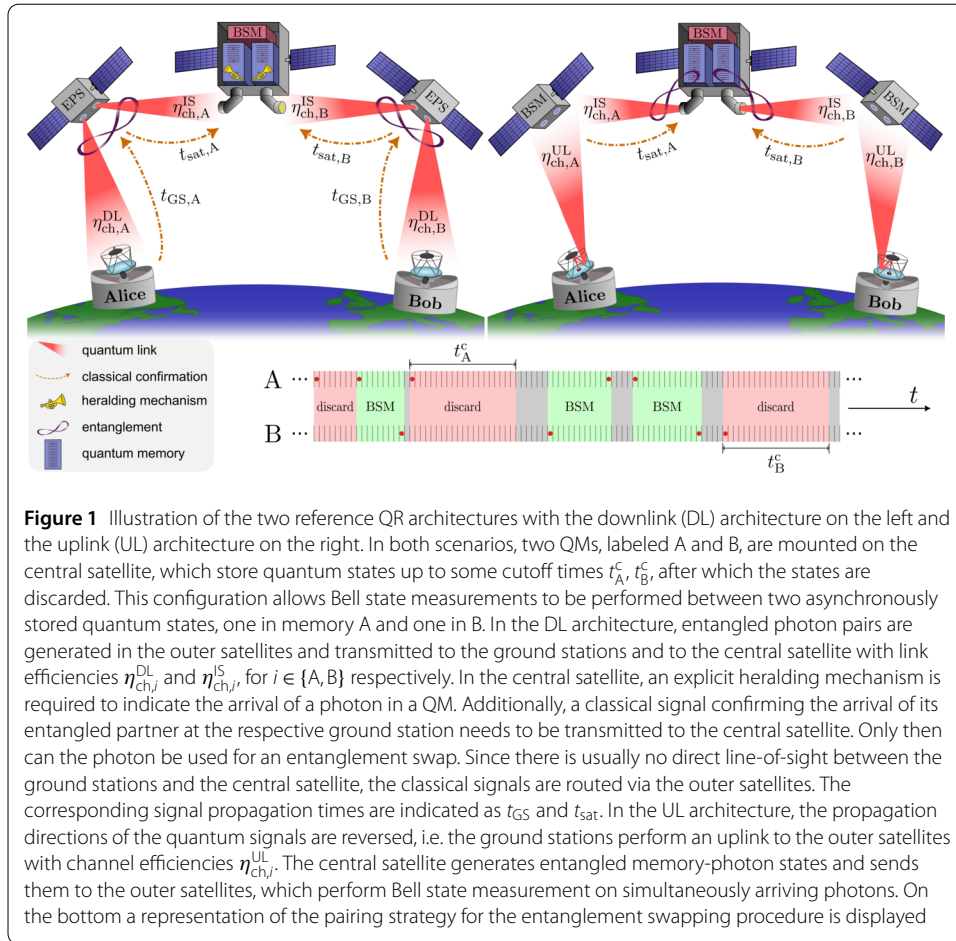 BSM
EPS
EPS
η^IS_ch,A
η^IS_ch,B
t_sat,A
t_sat,B
t_GS,A
t_GS,B
η^DL_ch,A
η^DL_ch,B
Alice
Bob
BSM
BSM
BSM
η^IS_ch,A
η^IS_ch,B
t_sat,A
t_sat,B
η^UL_ch,A
η^UL_ch,B
Alice
Bob
quantum link
classical confirmation
heralding mechanism
entanglement
quantum memory
t^c_A
A ··· ···
discard BSM discard BSM BSM discard t
B ··· ···
t^c_B
Figure 1 Illustration of the two reference QR architectures with the downlink (DL) architecture on the left and
the uplink (UL) architecture on the right. In both scenarios, two QMs, labeled A and B, are mounted on the
central satellite, which store quantum states up to some cutoff times t^c_A, t^c_B, after which the states are
discarded. This configuration allows Bell state measurements to be performed between two asynchronously
stored quantum states, one in memory A and one in B. In the DL architecture, entangled photon pairs are
generated in the outer satellites and transmitted to the ground stations and to the central satellite with link
efficiencies η^DL_ch,i and η^IS_ch,i, for i ∈ {A, B} respectively. In the central satellite, an explicit heralding mechanism is
required to indicate the arrival of a photon in a QM. Additionally, a classical signal confirming the arrival of its
entangled partner at the respective ground station needs to be transmitted to the central satellite. Only then
can the photon be used for an entanglement swap. Since there is usually no direct line-of-sight between the
ground stations and the central satellite, the classical signals are routed via the outer satellites. The
corresponding signal propagation times are indicated as t_GS and t_sat. In the UL architecture, the propagation
directions of the quantum signals are reversed, i.e. the ground stations perform an uplink to the outer satellites
with channel efficiencies η^UL_ch,i. The central satellite generates entangled memory-photon states and sends
them to the outer satellites, which perform Bell state measurement on simultaneously arriving photons. On
the bottom a representation of the pairing strategy for the entanglement swapping procedure is displayed